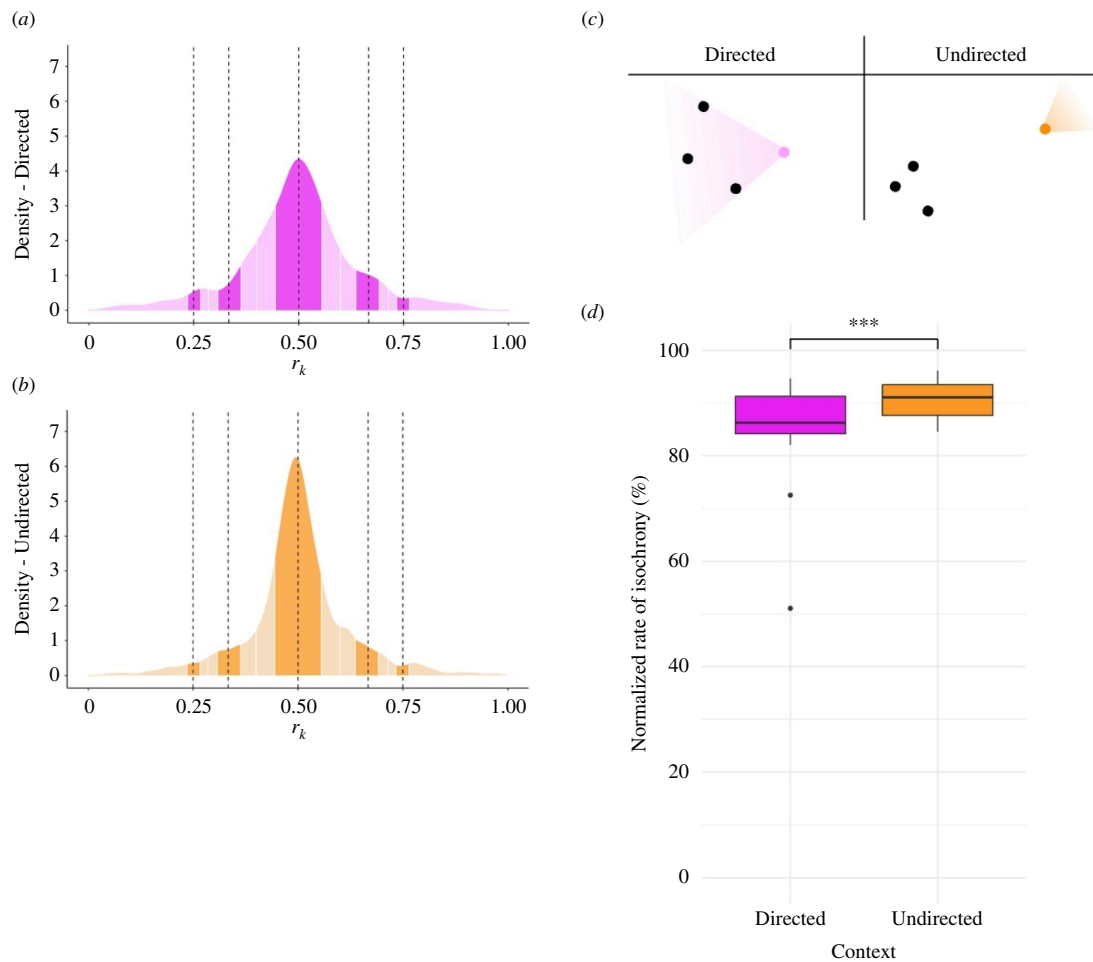 (a)
7
6
5
4
3
2
1
0
Density - Directed
0 0.25 0.50 0.75 1.00
r_k
(b)
7
6
5
4
3
2
1
0
Density - Undirected
0 0.25 0.50 0.75 1.00
r_k
(c)
Directed Undirected
(d)
***
100
80
60
40
20
0
Normalized rate of isochrony (%)
Directed Undirected
Context